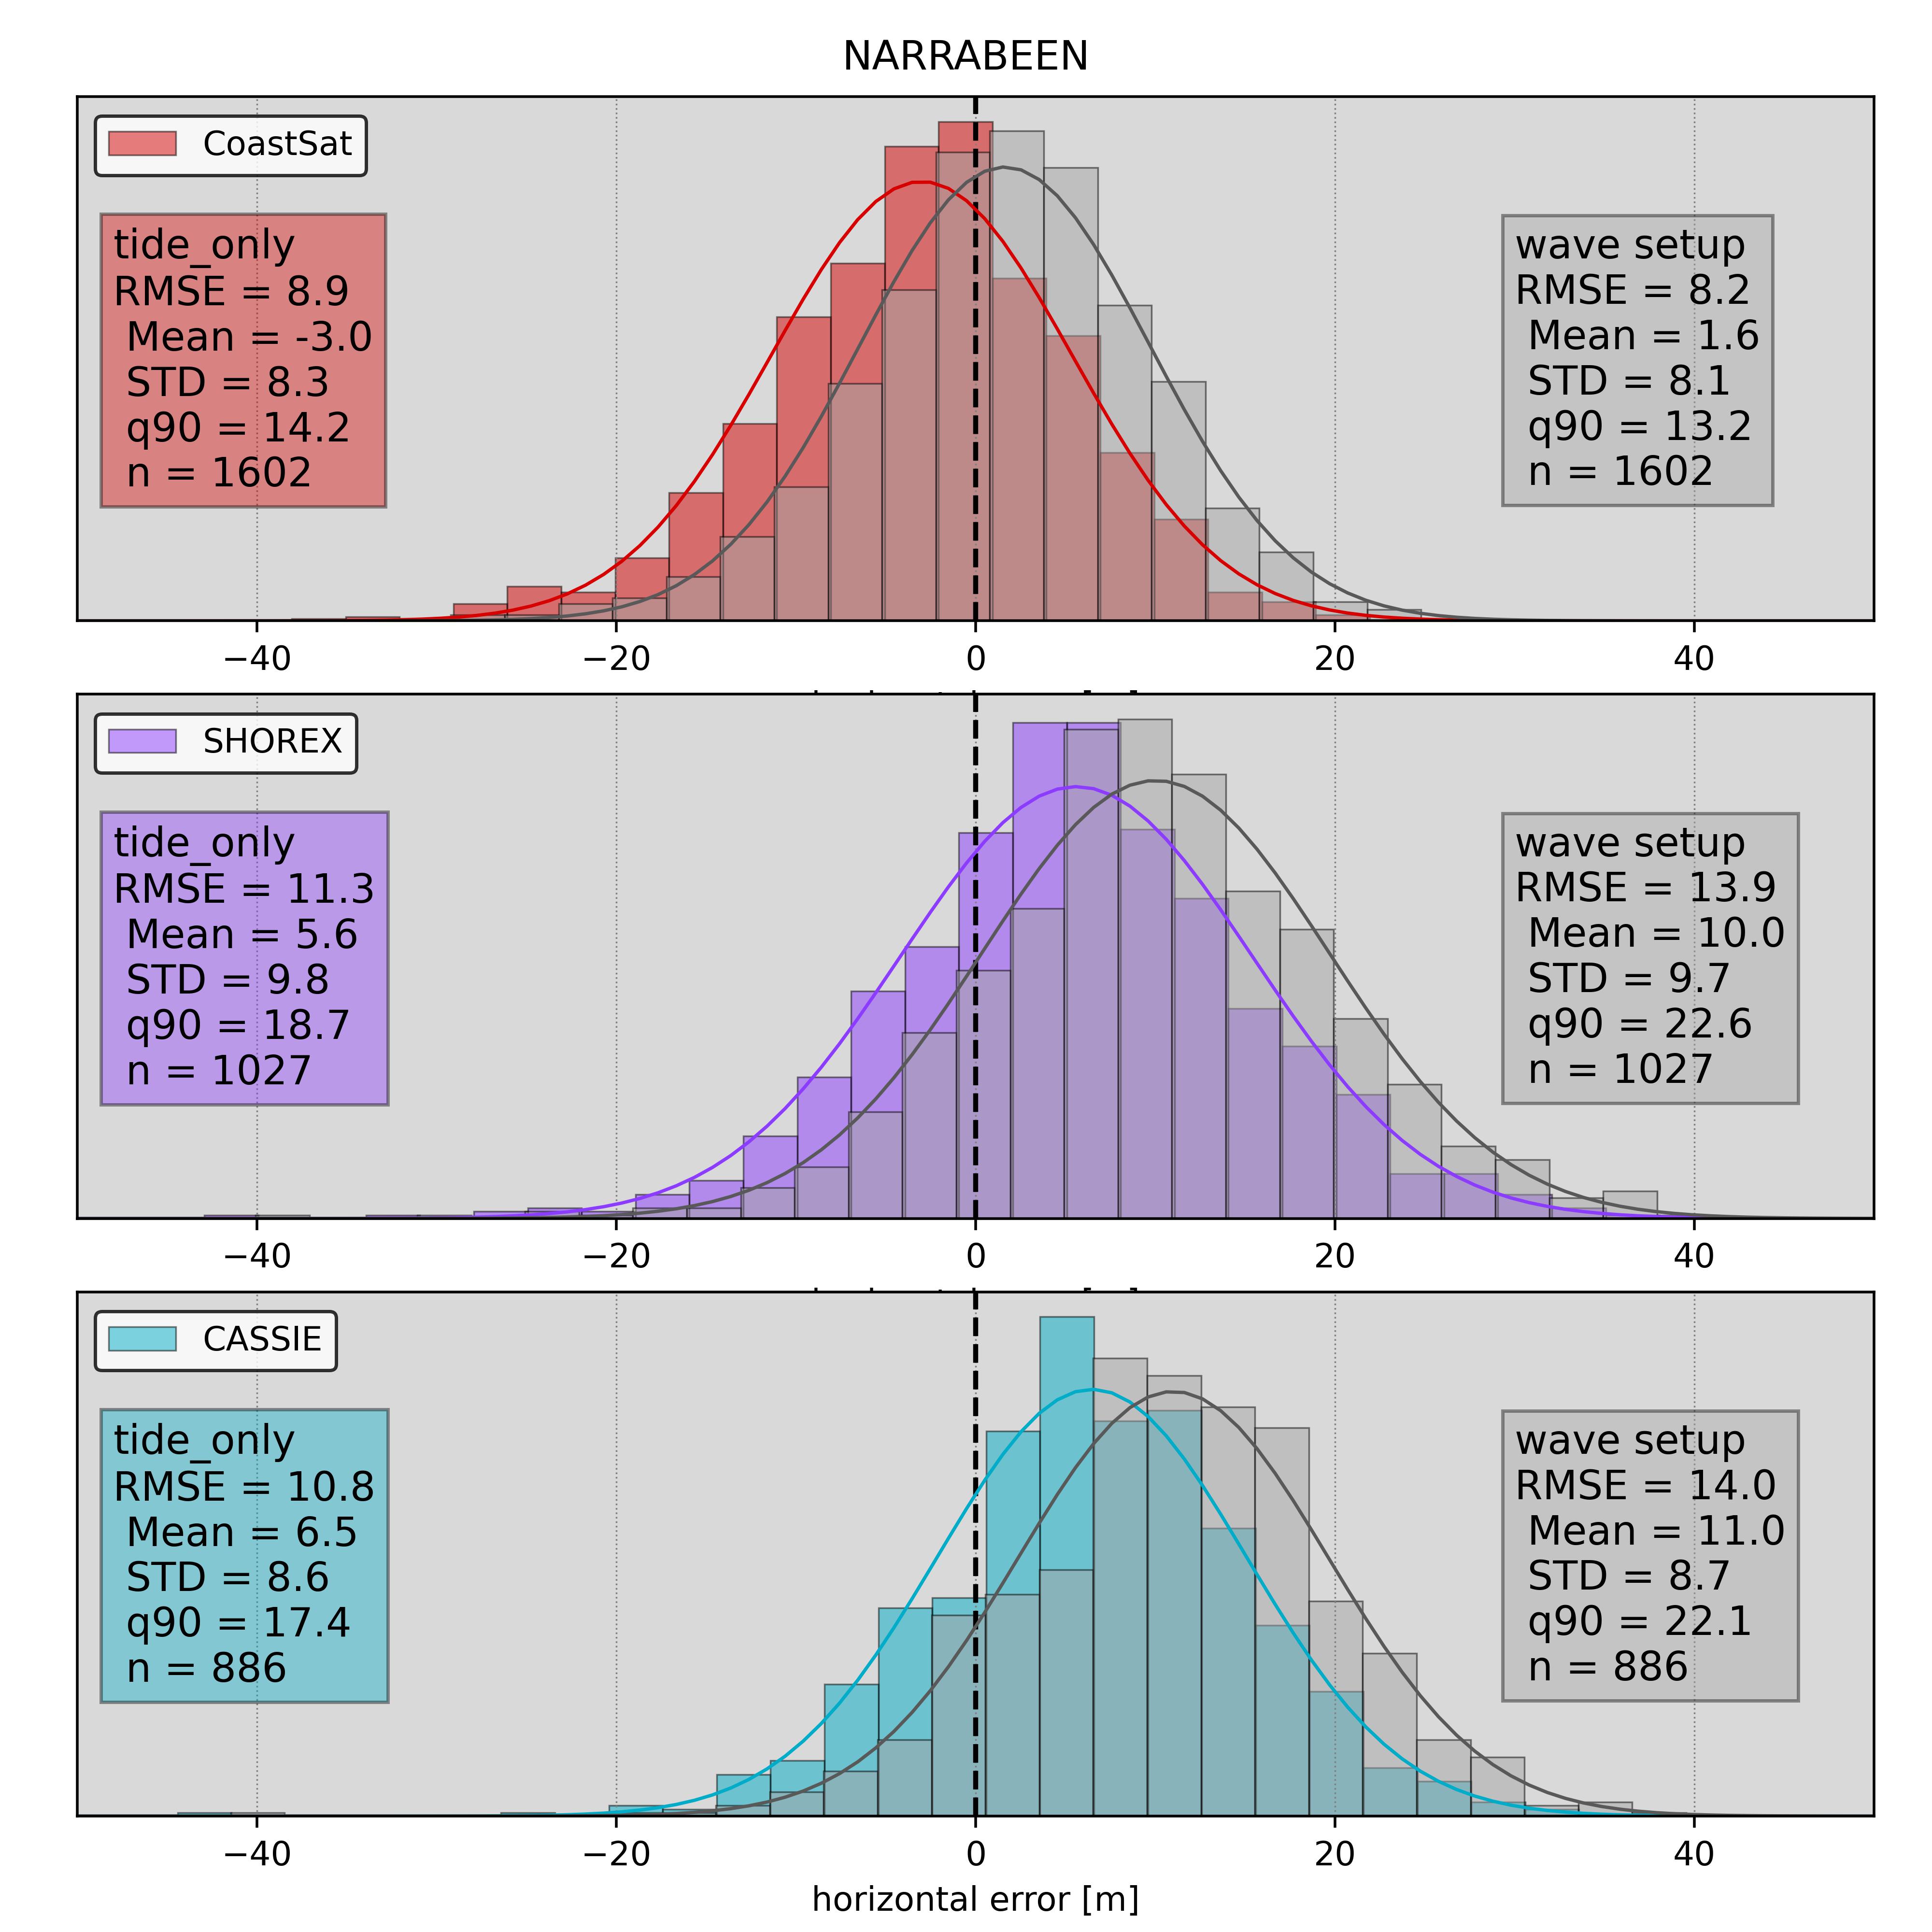 NARRABEEN
CoastSat
tide_only
RMSE = 8.9
Mean = -3.0
STD = 8.3
q90 = 14.2
n = 1602
wave setup
RMSE = 8.2
Mean = 1.6
STD = 8.1
q90 = 13.2
n = 1602
−40 −20 0 20 40
SHOREX
tide_only
RMSE = 11.3
Mean = 5.6
STD = 9.8
q90 = 18.7
n = 1027
wave setup
RMSE = 13.9
Mean = 10.0
STD = 9.7
q90 = 22.6
n = 1027
−40 −20 0 20 40
CASSIE
tide_only
RMSE = 10.8
Mean = 6.5
STD = 8.6
q90 = 17.4
n = 886
wave setup
RMSE = 14.0
Mean = 11.0
STD = 8.7
q90 = 22.1
n = 886
−40 −20 0 20 40
horizontal error [m]